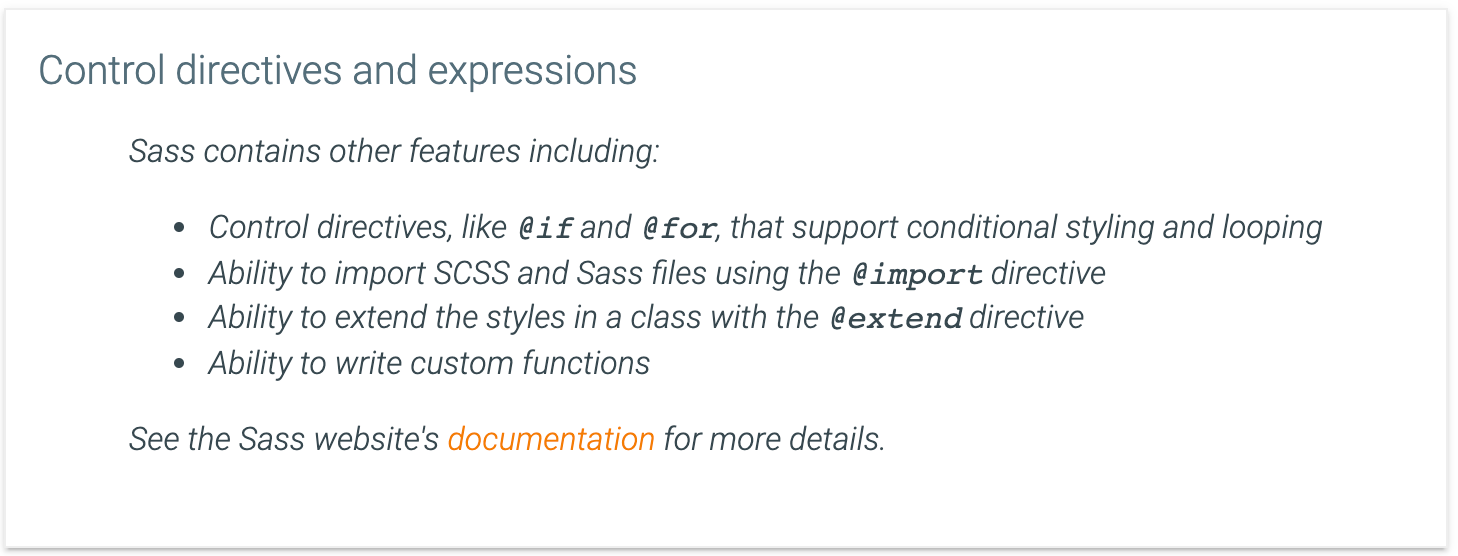 Control directives and expressions
Sass contains other features including:
• Control directives, like @if and @for, that support conditional styling and looping
• Ability to import SCSS and Sass files using the @import directive
• Ability to extend the styles in a class with the @extend directive
• Ability to write custom functions
See the Sass website's documentation for more details.